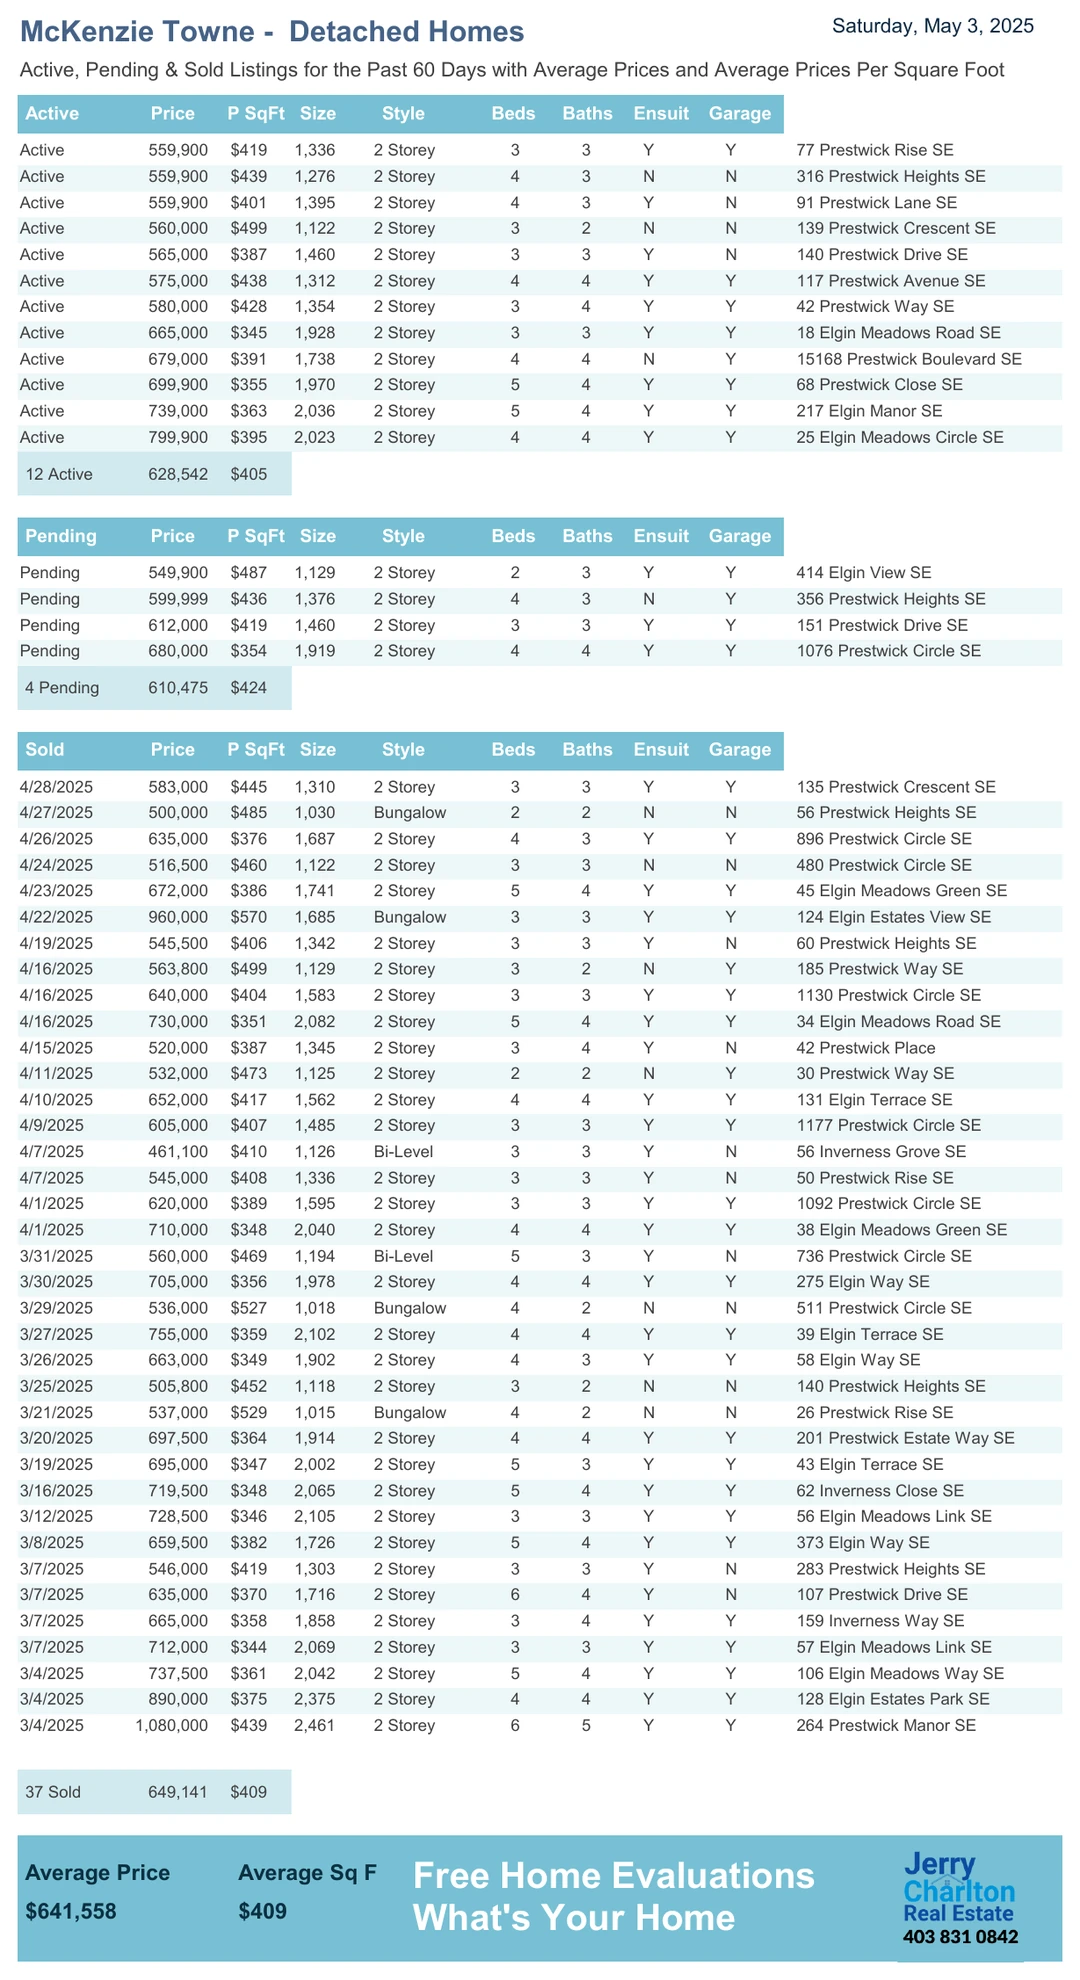 McKenzie Towne -  Detached Homes
Saturday, May 3, 2025
Active, Pending & Sold Listings for the Past 60 Days with Average Prices and Average Prices Per Square Foot
Active Price P SqFt Size Style Beds Baths Ensuit Garage
Active 559,900 $419 1,336 2 Storey 3 3 Y Y 77 Prestwick Rise SE
Active 559,900 $439 1,276 2 Storey 4 3 N N 316 Prestwick Heights SE
Active 559,900 $401 1,395 2 Storey 4 3 Y N 91 Prestwick Lane SE
Active 560,000 $499 1,122 2 Storey 3 2 N N 139 Prestwick Crescent SE
Active 565,000 $387 1,460 2 Storey 3 3 Y N 140 Prestwick Drive SE
Active 575,000 $438 1,312 2 Storey 4 4 Y Y 117 Prestwick Avenue SE
Active 580,000 $428 1,354 2 Storey 3 4 Y Y 42 Prestwick Way SE
Active 665,000 $345 1,928 2 Storey 3 3 Y Y 18 Elgin Meadows Road SE
Active 679,000 $391 1,738 2 Storey 4 4 N Y 15168 Prestwick Boulevard SE
Active 699,900 $355 1,970 2 Storey 5 4 Y Y 68 Prestwick Close SE
Active 739,000 $363 2,036 2 Storey 5 4 Y Y 217 Elgin Manor SE
Active 799,900 $395 2,023 2 Storey 4 4 Y Y 25 Elgin Meadows Circle SE
12 Active 628,542 $405
Pending Price P SqFt Size Style Beds Baths Ensuit Garage
Pending 549,900 $487 1,129 2 Storey 2 3 Y Y 414 Elgin View SE
Pending 599,999 $436 1,376 2 Storey 4 3 N Y 356 Prestwick Heights SE
Pending 612,000 $419 1,460 2 Storey 3 3 Y Y 151 Prestwick Drive SE
Pending 680,000 $354 1,919 2 Storey 4 4 Y Y 1076 Prestwick Circle SE
4 Pending 610,475 $424
Sold Price P SqFt Size Style Beds Baths Ensuit Garage
4/28/2025 583,000 $445 1,310 2 Storey 3 3 Y Y 135 Prestwick Crescent SE
4/27/2025 500,000 $485 1,030 Bungalow 2 2 N N 56 Prestwick Heights SE
4/26/2025 635,000 $376 1,687 2 Storey 4 3 Y Y 896 Prestwick Circle SE
4/24/2025 516,500 $460 1,122 2 Storey 3 3 N N 480 Prestwick Circle SE
4/23/2025 672,000 $386 1,741 2 Storey 5 4 Y Y 45 Elgin Meadows Green SE
4/22/2025 960,000 $570 1,685 Bungalow 3 3 Y Y 124 Elgin Estates View SE
4/19/2025 545,500 $406 1,342 2 Storey 3 3 Y N 60 Prestwick Heights SE
4/16/2025 563,800 $499 1,129 2 Storey 3 2 N Y 185 Prestwick Way SE
4/16/2025 640,000 $404 1,583 2 Storey 3 3 Y Y 1130 Prestwick Circle SE
4/16/2025 730,000 $351 2,082 2 Storey 5 4 Y Y 34 Elgin Meadows Road SE
4/15/2025 520,000 $387 1,345 2 Storey 3 4 Y N 42 Prestwick Place
4/11/2025 532,000 $473 1,125 2 Storey 2 2 N Y 30 Prestwick Way SE
4/10/2025 652,000 $417 1,562 2 Storey 4 4 Y Y 131 Elgin Terrace SE
4/9/2025 605,000 $407 1,485 2 Storey 3 3 Y Y 1177 Prestwick Circle SE
4/7/2025 461,100 $410 1,126 Bi-Level 3 3 Y N 56 Inverness Grove SE
4/7/2025 545,000 $408 1,336 2 Storey 3 3 Y N 50 Prestwick Rise SE
4/1/2025 620,000 $389 1,595 2 Storey 3 3 Y Y 1092 Prestwick Circle SE
4/1/2025 710,000 $348 2,040 2 Storey 4 4 Y Y 38 Elgin Meadows Green SE
3/31/2025 560,000 $469 1,194 Bi-Level 5 3 Y N 736 Prestwick Circle SE
3/30/2025 705,000 $356 1,978 2 Storey 4 4 Y Y 275 Elgin Way SE
3/29/2025 536,000 $527 1,018 Bungalow 4 2 N N 511 Prestwick Circle SE
3/27/2025 755,000 $359 2,102 2 Storey 4 4 Y Y 39 Elgin Terrace SE
3/26/2025 663,000 $349 1,902 2 Storey 4 3 Y Y 58 Elgin Way SE
3/25/2025 505,800 $452 1,118 2 Storey 3 2 N N 140 Prestwick Heights SE
3/21/2025 537,000 $529 1,015 Bungalow 4 2 N N 26 Prestwick Rise SE
3/20/2025 697,500 $364 1,914 2 Storey 4 4 Y Y 201 Prestwick Estate Way SE
3/19/2025 695,000 $347 2,002 2 Storey 5 3 Y Y 43 Elgin Terrace SE
3/16/2025 719,500 $348 2,065 2 Storey 5 4 Y Y 62 Inverness Close SE
3/12/2025 728,500 $346 2,105 2 Storey 3 3 Y Y 56 Elgin Meadows Link SE
3/8/2025 659,500 $382 1,726 2 Storey 5 4 Y Y 373 Elgin Way SE
3/7/2025 546,000 $419 1,303 2 Storey 3 3 Y N 283 Prestwick Heights SE
3/7/2025 635,000 $370 1,716 2 Storey 6 4 Y N 107 Prestwick Drive SE
3/7/2025 665,000 $358 1,858 2 Storey 3 4 Y Y 159 Inverness Way SE
3/7/2025 712,000 $344 2,069 2 Storey 3 3 Y Y 57 Elgin Meadows Link SE
3/4/2025 737,500 $361 2,042 2 Storey 5 4 Y Y 106 Elgin Meadows Way SE
3/4/2025 890,000 $375 2,375 2 Storey 4 4 Y Y 128 Elgin Estates Park SE
3/4/2025 1,080,000 $439 2,461 2 Storey 6 5 Y Y 264 Prestwick Manor SE
37 Sold 649,141 $409
Average Price Average Sq F
$641,558 $409
Free Home Evaluations
What's Your Home
Jerry
Charlton
Real Estate
403 831 0842